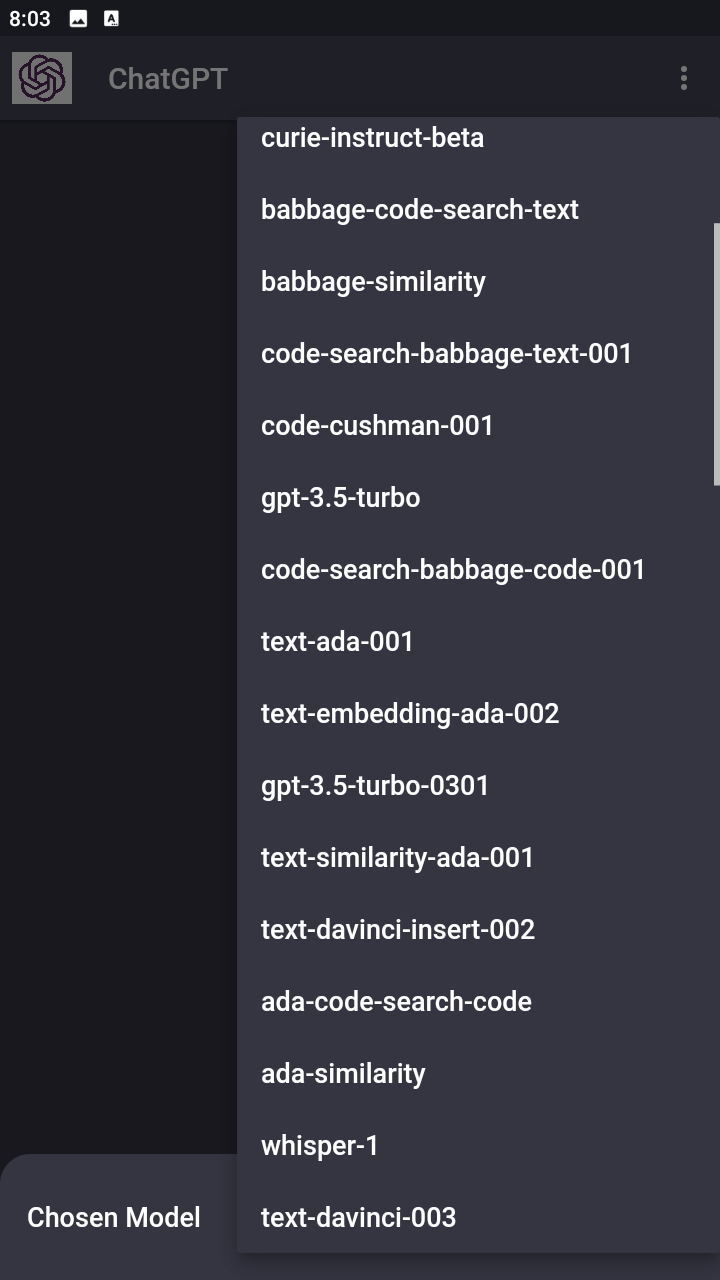 8:03
A
ChatGPT
curie-instruct-beta
babbage-code-search-text
babbage-similarity
code-search-babbage-text-001
code-cushman-001
gpt-3.5-turbo
code-search-babbage-code-001
text-ada-001
text-embedding-ada-002
gpt-3.5-turbo-0301
text-similarity-ada-001
text-davinci-insert-002
ada-code-search-code
ada-similarity
whisper-1
Chosen Model
text-davinci-003